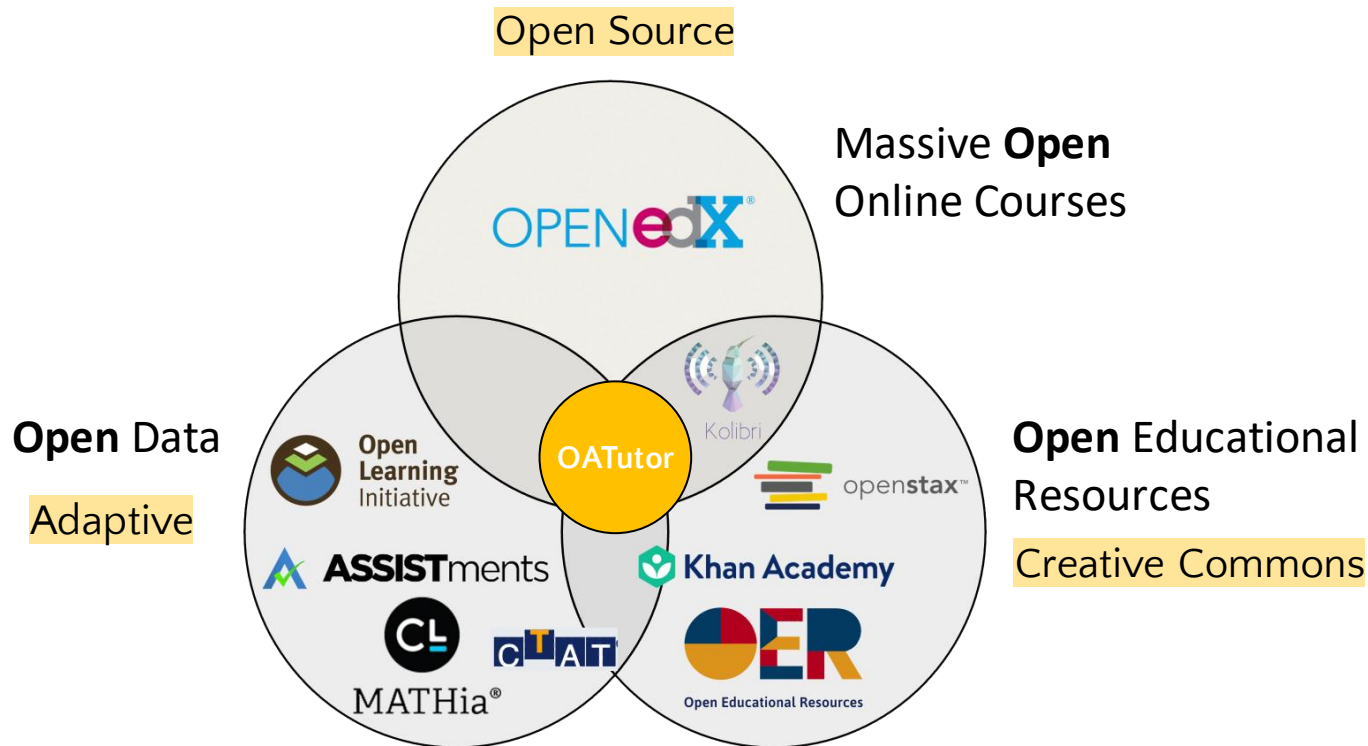 Open Source
Massive Open
Online Courses
OPENedX®
Kolibri
OATutor
Open Data
Adaptive
Open
Learning
Initiative
openstax™
Open Educational
Resources
Creative Commons
ASSISTments
Khan Academy
CL
MATHia®
CTAT
OER
Open Educational Resources